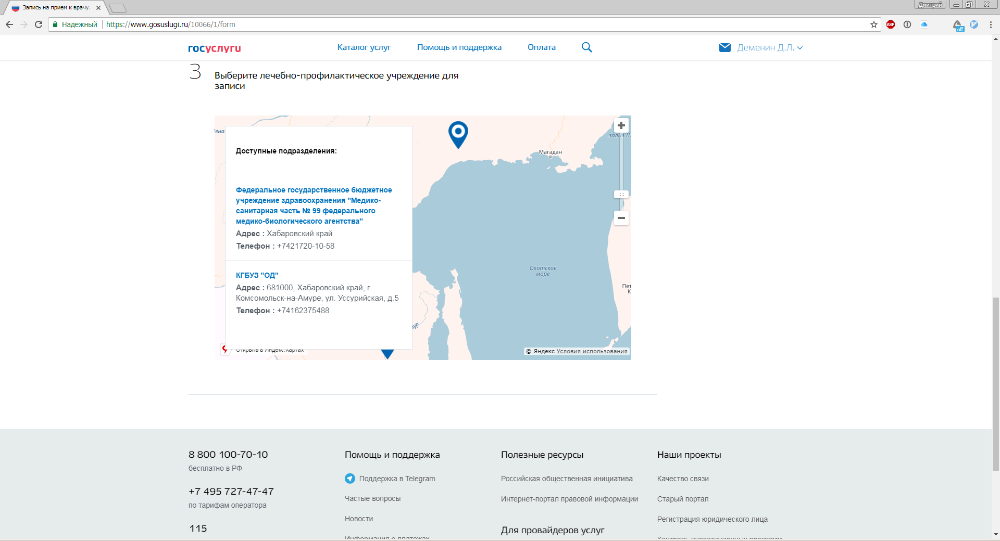 Запись на прием к врачу.
Дмитрий
Надежный
https://www.gosuslugi.ru/10066/1/form
ABP
off
госуслуги
Каталог услуг
Помощь и поддержка
Оплата
Деменин Д.Л.
3
Выберите лечебно-профилактическое учреждение для
записи
Доступные подразделения:
Федеральное государственное бюджетное
учреждение здравоохранения "Медико-
санитарная часть № 99 федерального
медико-биологического агентства"
Адрес : Хабаровский край
Телефон : +7421720-10-58
КГБУЗ "ОД"
Адрес : 681000, Хабаровский край, г.
Комсомольск-на-Амуре, ул. Уссурийская, д.5
Телефон : +74162375488
Открыть в Яндекс.Картах
Магадан
залив Ш
Охотское
море
Пет
К
© Яндекс Условия использования
8 800 100-70-10
бесплатно в РФ
+7 495 727-47-47
по тарифам оператора
115
Помощь и поддержка
Поддержка в Telegram
Частые вопросы
Новости
Информация о платежах
Полезные ресурсы
Российская общественная инициатива
Интернет-портал правовой информации
Для провайдеров услуг
Наши проекты
Качество связи
Старый портал
Регистрация юридического лица
Контроль инвестиционных программ